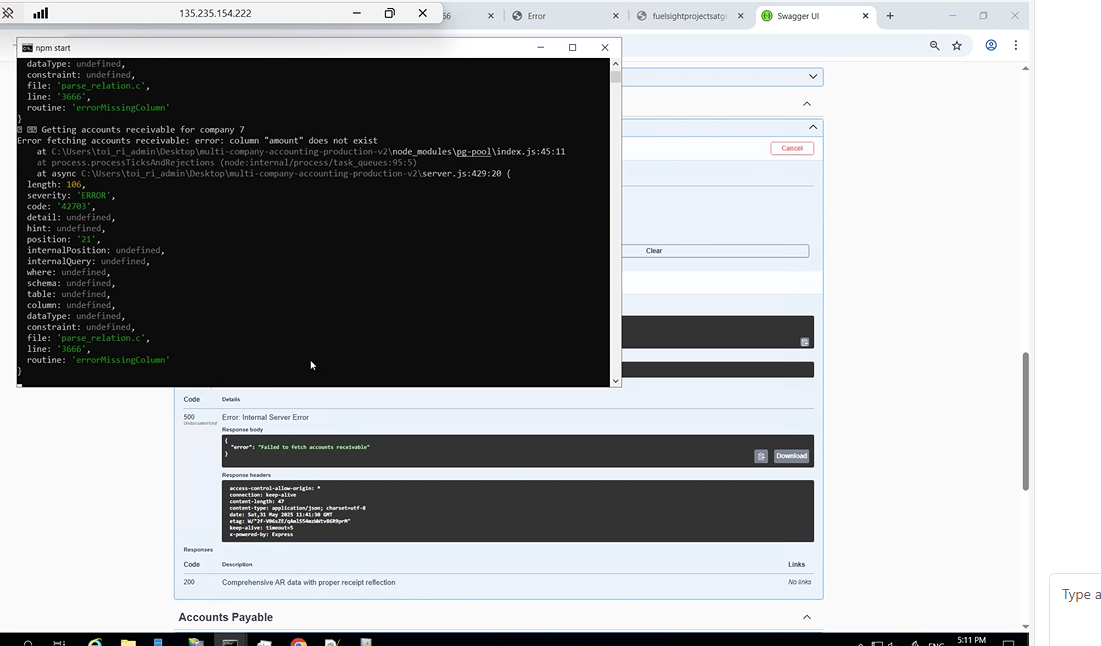 135.235.154.222
66
Error
fuelsightprojectsatgl
Swagger UI
npm start
dataType: undefined,
constraint: undefined,
file: 'parse_relation.c',
line: '3666',
routine: 'errorMissingColumn'
}
Getting accounts receivable for company 7
Error fetching accounts receivable: error: column "amount" does not exist
at C:\Users\toi_ri_admin\Desktop\multi-company-accounting-production-v2\node_modules\pg-pool\index.js:45:11
at process.processTicksAndRejections (node:internal/process/task_queues:95:5)
at async C:\Users\toi_ri_admin\Desktop\multi-company-accounting-production-v2\server.js:429:20 {
length: 106,
severity: 'ERROR',
code: '42703',
detail: undefined,
hint: undefined,
position: '21',
internalPosition: undefined,
internalQuery: undefined,
where: undefined,
schema: undefined,
table: undefined,
column: undefined,
dataType: undefined,
constraint: undefined,
file: 'parse_relation.c',
line: '3666',
routine: 'errorMissingColumn'
}
Cancel
Clear
Code Details
500 Error: Internal Server Error
Undocumented
Response body
{
"error": "Failed to fetch accounts receivable"
}
Download
Response headers
access-control-allow-origin: *
connection: keep-alive
content-length: 47
content-type: application/json; charset=utf-8
date: Sat,31 May 2025 11:41:30 GMT
keep-alive: timeout=5
x-powered-by: Express
Responses
Code Description Links
200 Comprehensive AR data with proper receipt reflection No links
Accounts Payable
Type a
ENG
5:11 PM